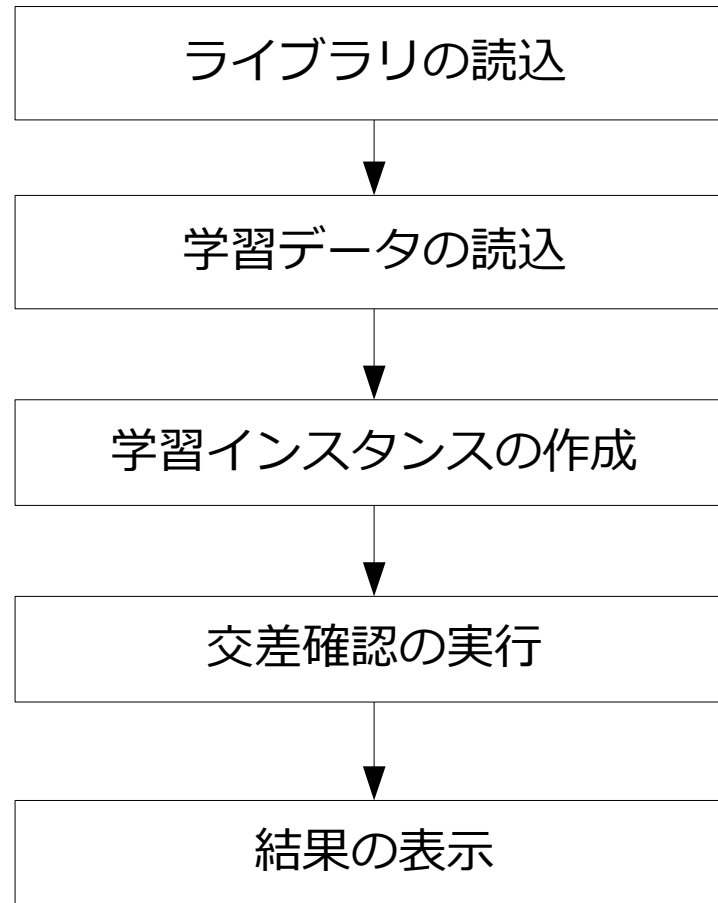 ライブラリの読込
学習データの読込
学習インスタンスの作成
交差確認の実行
結果の表示